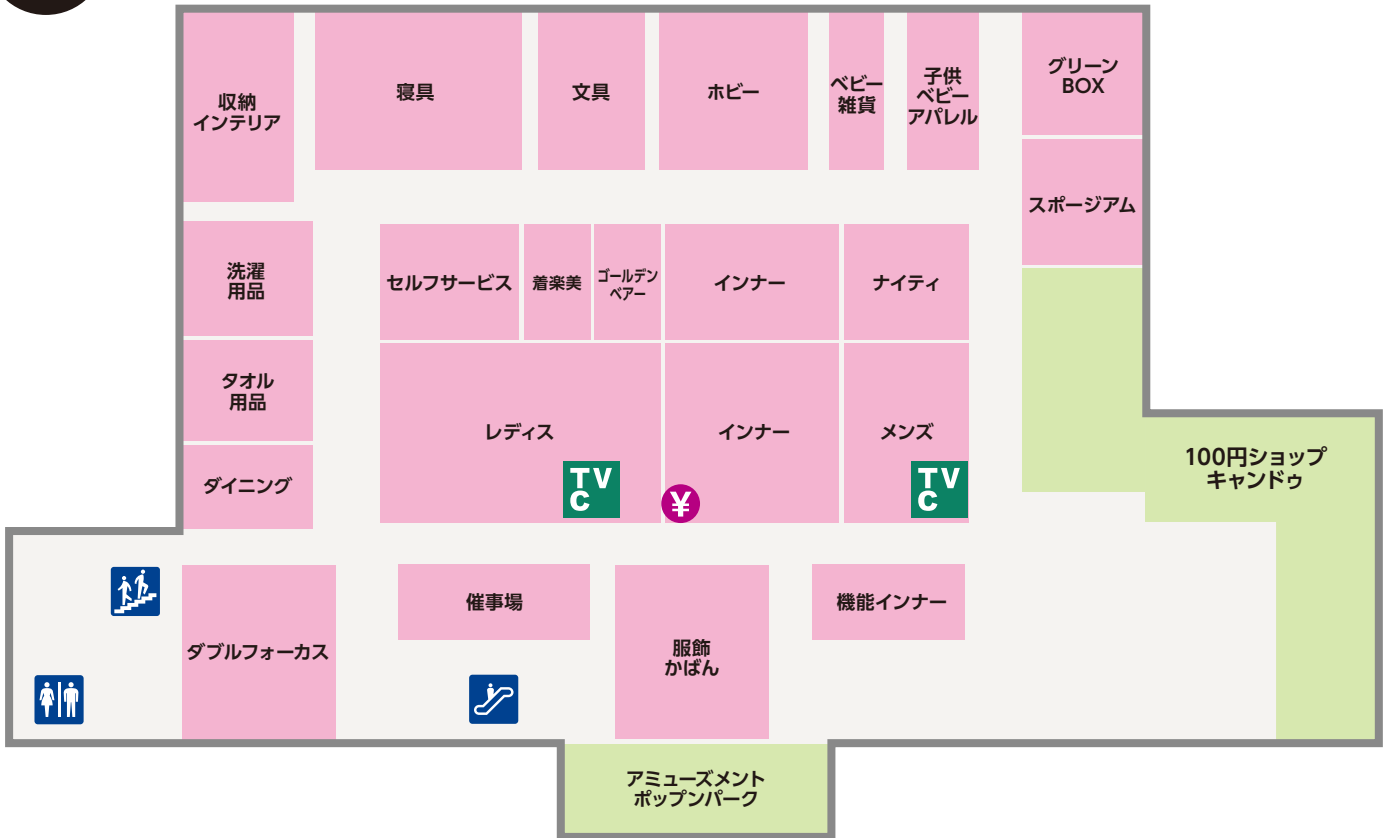 収納
インテリア
寝具
文具
ホビー
ベビー
雑貨
子供
ベビー
アパレル
グリーン
BOX
スポージアム
洗濯
用品
セルフサービス
着楽美
ゴールデン
ベアー
インナー
ナイティ
タオル
用品
レディス
インナー
メンズ
TV
C
¥
TV
C
100円ショップ
キャンドゥ
ダイニング
ダブルフォーカス
催事場
服飾
かばん
機能インナー
アミューズメント
ポップンパーク